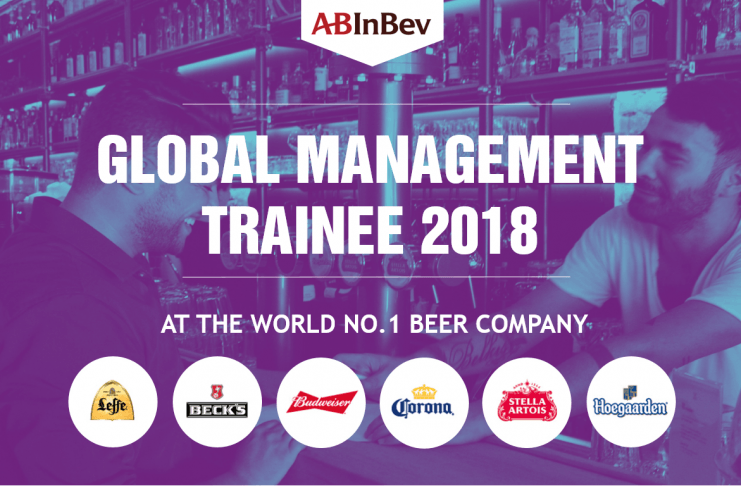 ABInBev
GLOBAL MANAGEMENT
TRAINEE 2018
AT THE WORLD NO.1 BEER COMPANY
Leffe
BECK'S
Budweiser
Corona
STELLA
ARTOIS
Hoegaarden